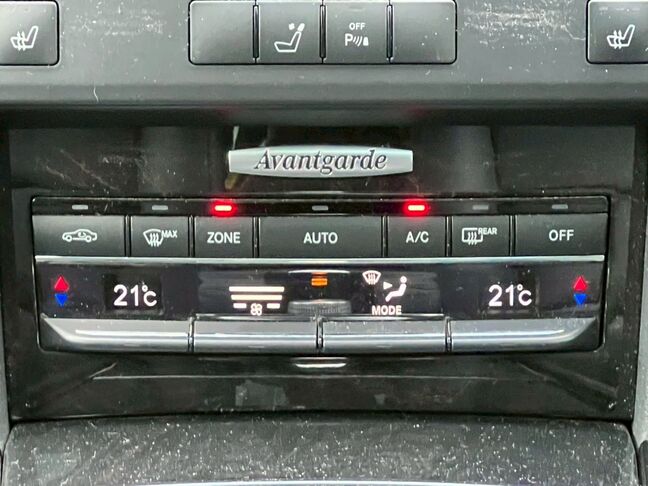 OFF
P
Avantgarde
MAX
ZONE
AUTO
A/C
REAR
OFF
21°C
21°C
MODE